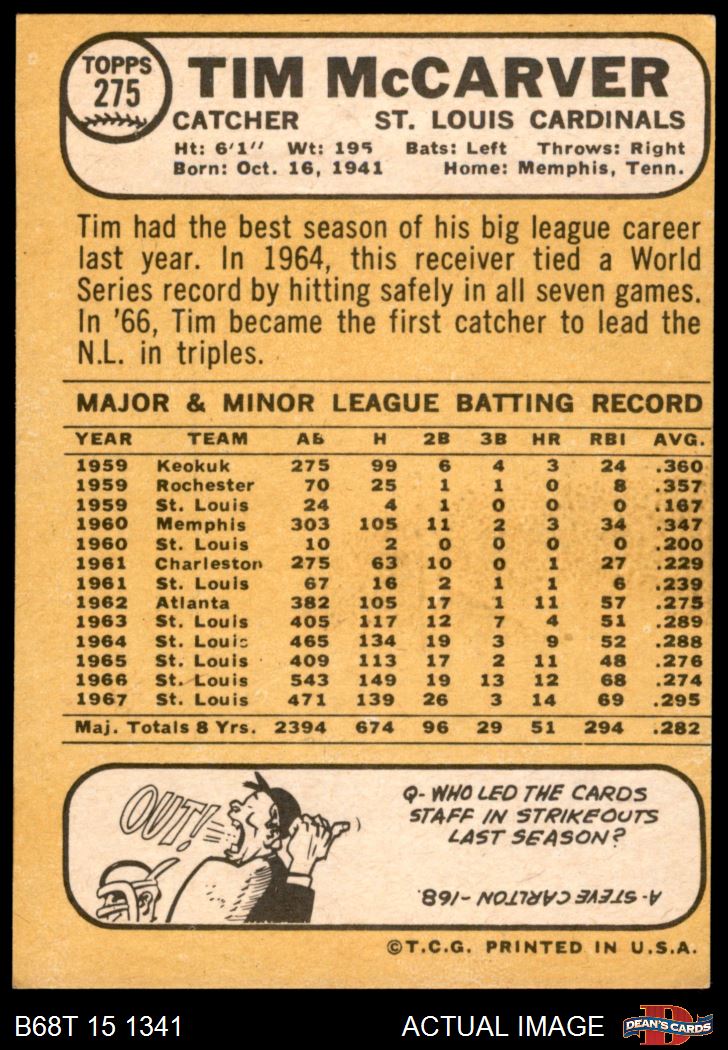 TOPPS
275
TIM McCARVER
CATCHER ST. LOUIS CARDINALS
Ht: 6'1" Wt: 195 Bats: Left Throws: Right
Born: Oct. 16, 1941 Home: Memphis, Tenn.
Tim had the best season of his big league career
last year. In 1964, this receiver tied a World
Series record by hitting safely in all seven games.
In '66, Tim became the first catcher to lead the
N.L. in triples.
MAJOR & MINOR LEAGUE BATTING RECORD
YEAR TEAM AB H 2B 3B HR RBI AVG.
1959 Keokuk 275 99 6 4 3 24 .360
1959 Rochester 70 25 1 1 0 8 .357
1959 St. Louis 24 4 1 0 0 0 .167
1960 Memphis 303 105 11 2 3 34 .347
1960 St. Louis 10 2 0 0 0 0 .200
1961 Charleston 275 63 10 0 1 27 .229
1961 St. Louis 67 16 2 1 1 6 .239
1962 Atlanta 382 105 17 1 11 57 .275
1963 St. Louis 405 117 12 7 4 51 .289
1964 St. Louis 465 134 19 3 9 52 .288
1965 St. Louis 409 113 17 2 11 48 .276
1966 St. Louis 543 149 19 13 12 68 .274
1967 St. Louis 471 139 26 3 14 69 .295
Maj. Totals 8 Yrs. 2394 674 96 29 51 294 .282
OUT!
Q- WHO LED THE CARDS
STAFF IN STRIKEOUTS
LAST SEASON?
A- STEVE CARLTON -168.
©T.C.G. PRINTED IN U.S.A.
B68T 15 1341 ACTUAL IMAGE
D
DEAN'S CARDS